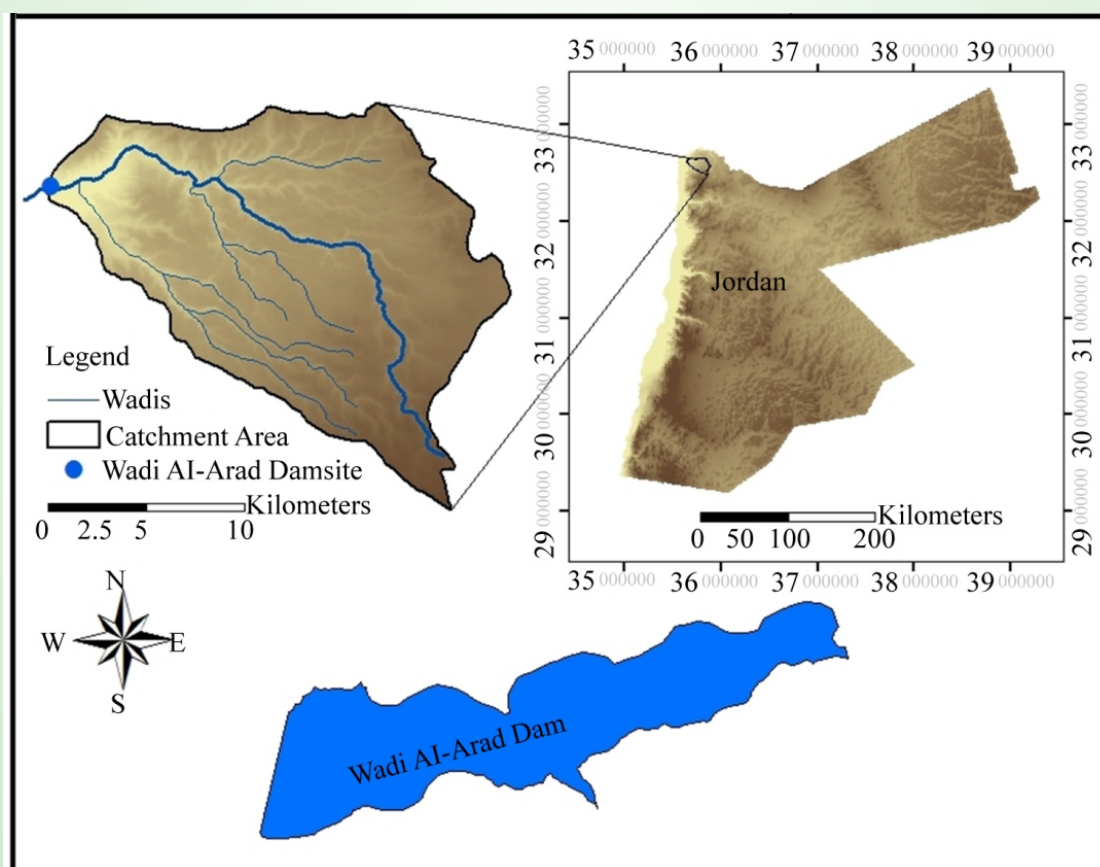 35 000000 36 000000 37 000000 38 000000 39 000000
33 000000
32 000000
31 000000
30 000000
29 000000
33 000000
32 000000
31 000000
30 000000
29 000000
Jordan
Legend
Wadis
Catchment Area
Wadi AI-Arad Damsite
Kilometers
0 2.5 5 10
Kilometers
0 50 100 200
35 000000 36 000000 37 000000 38 000000 39 000000
N
W E
S
Wadi AI-Arad Dam